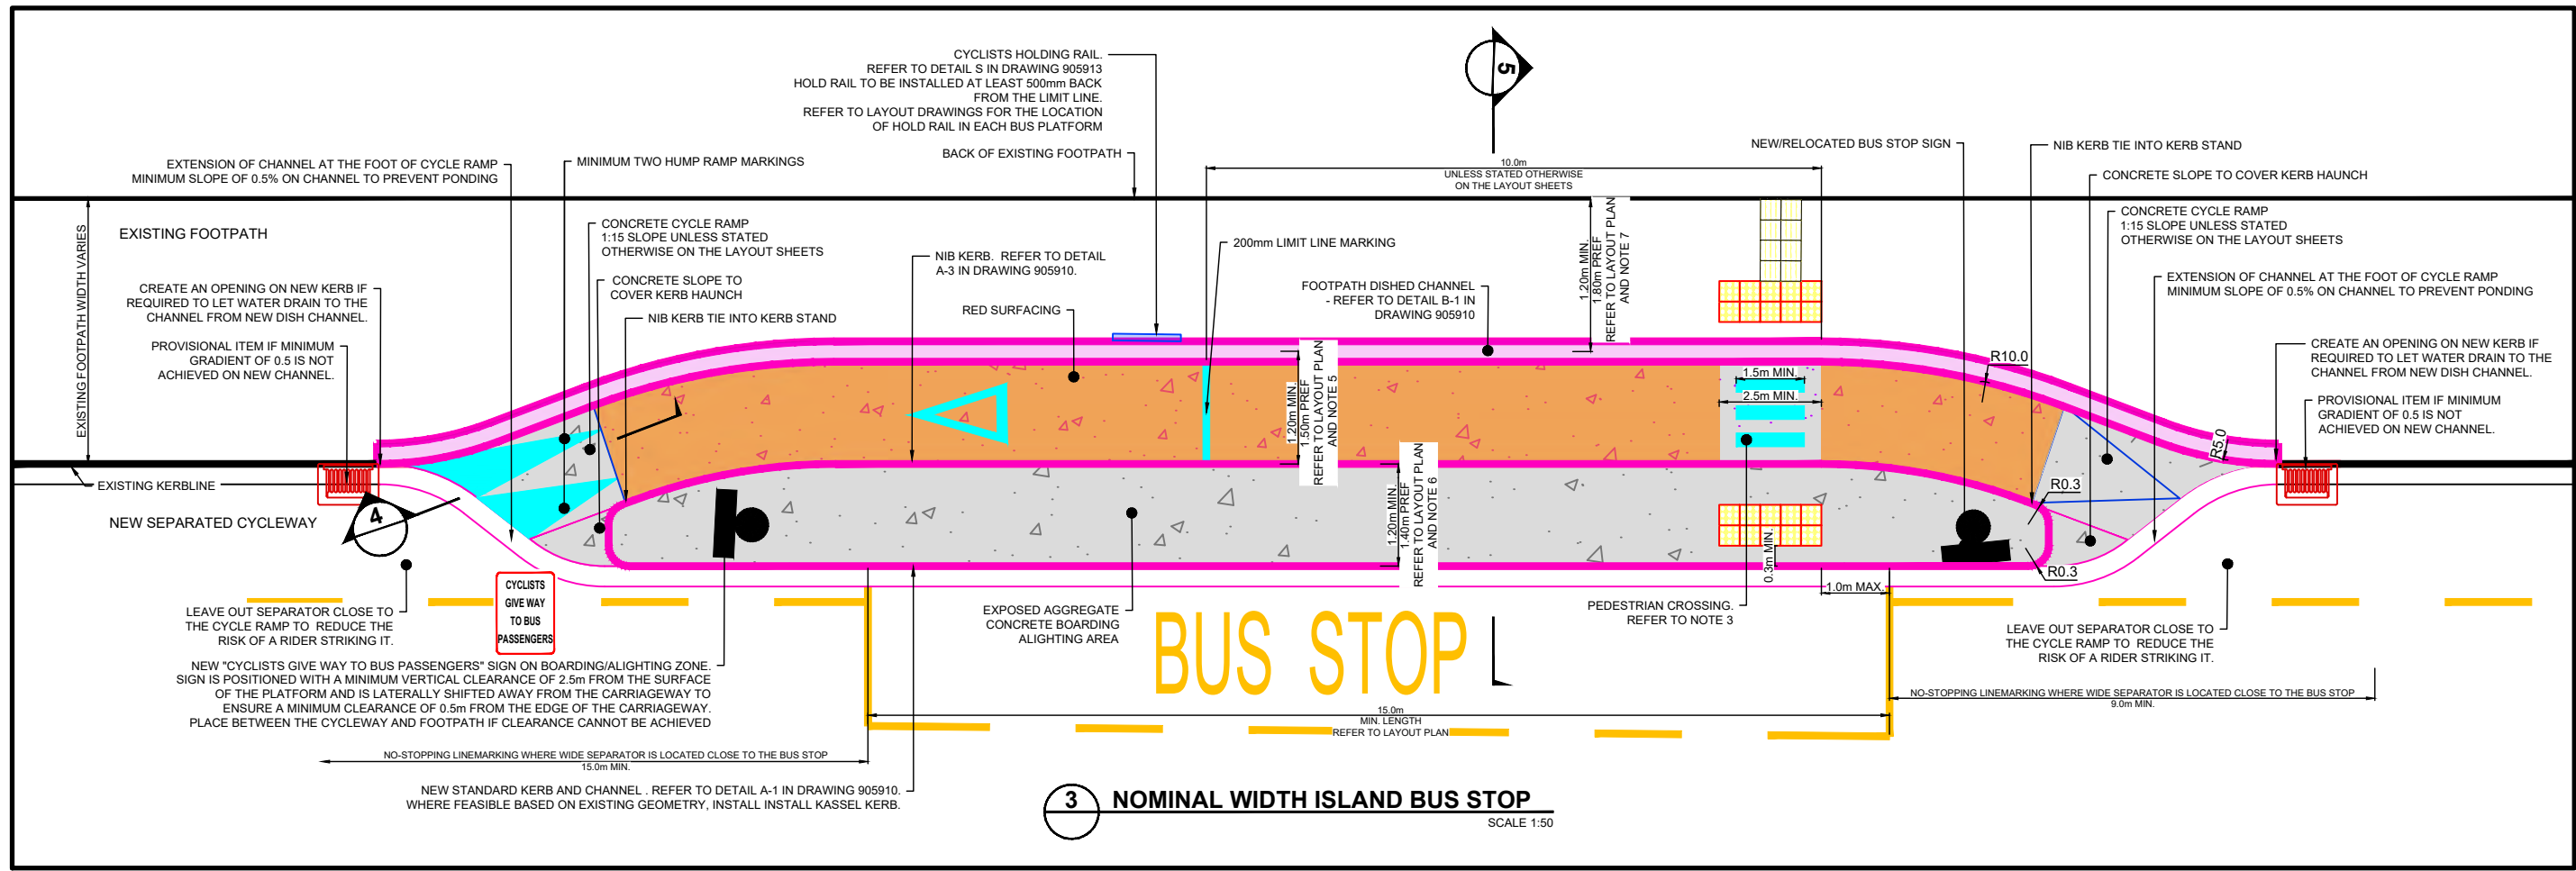 CYCLISTS HOLDING RAIL.
REFER TO DETAIL S IN DRAWING 905913
HOLD RAIL TO BE INSTALLED AT LEAST 500mm BACK
FROM THE LIMIT LINE.
REFER TO LAYOUT DRAWINGS FOR THE LOCATION
OF HOLD RAIL IN EACH BUS PLATFORM
5
EXTENSION OF CHANNEL AT THE FOOT OF CYCLE RAMP
MINIMUM SLOPE OF 0.5% ON CHANNEL TO PREVENT PONDING
MINIMUM TWO HUMP RAMP MARKINGS
BACK OF EXISTING FOOTPATH
10.0m
UNLESS STATED OTHERWISE
ON THE LAYOUT SHEETS
NEW/RELOCATED BUS STOP SIGN
NIB KERB TIE INTO KERB STAND
CONCRETE SLOPE TO COVER KERB HAUNCH
EXISTING FOOTPATH WIDTH VARIES
EXISTING FOOTPATH
CONCRETE CYCLE RAMP
1:15 SLOPE UNLESS STATED
OTHERWISE ON THE LAYOUT SHEETS
200mm LIMIT LINE MARKING
1.20m MIN.
1.80m PREF
REFER TO LAYOUT PLAN
AND NOTE 7
CONCRETE CYCLE RAMP
1:15 SLOPE UNLESS STATED
OTHERWISE ON THE LAYOUT SHEETS
NIB KERB. REFER TO DETAIL
A-3 IN DRAWING 905910.
CREATE AN OPENING ON NEW KERB IF
REQUIRED TO LET WATER DRAIN TO THE
CHANNEL FROM NEW DISH CHANNEL.
CONCRETE SLOPE TO
COVER KERB HAUNCH
FOOTPATH DISHED CHANNEL
- REFER TO DETAIL B-1 IN
DRAWING 905910
EXTENSION OF CHANNEL AT THE FOOT OF CYCLE RAMP
MINIMUM SLOPE OF 0.5% ON CHANNEL TO PREVENT PONDING
NIB KERB TIE INTO KERB STAND
RED SURFACING
PROVISIONAL ITEM IF MINIMUM
GRADIENT OF 0.5 IS NOT
ACHIEVED ON NEW CHANNEL.
CREATE AN OPENING ON NEW KERB IF
REQUIRED TO LET WATER DRAIN TO THE
CHANNEL FROM NEW DISH CHANNEL.
R10.0
1.5m MIN.
2.5m MIN.
1.20m MIN.
1.50m PREF
REFER TO LAYOUT PLAN
AND NOTE 5
PROVISIONAL ITEM IF MINIMUM
GRADIENT OF 0.5 IS NOT
ACHIEVED ON NEW CHANNEL.
R5.0
EXISTING KERBLINE
NEW SEPARATED CYCLEWAY
4
1.20m MIN.
1.40m PREF
REFER TO LAYOUT PLAN
AND NOTE 6
R0.3
0.3m MIN.
R0.3
1.0m MAX.
CYCLISTS
GIVE WAY
TO BUS
PASSENGERS
LEAVE OUT SEPARATOR CLOSE TO
THE CYCLE RAMP TO REDUCE THE
RISK OF A RIDER STRIKING IT.
EXPOSED AGGREGATE
CONCRETE BOARDING
ALIGHTING AREA
BUS STOP
PEDESTRIAN CROSSING.
REFER TO NOTE 3
LEAVE OUT SEPARATOR CLOSE TO
THE CYCLE RAMP TO REDUCE THE
RISK OF A RIDER STRIKING IT.
NEW "CYCLISTS GIVE WAY TO BUS PASSENGERS" SIGN ON BOARDING/ALIGHTING ZONE.
SIGN IS POSITIONED WITH A MINIMUM VERTICAL CLEARANCE OF 2.5m FROM THE SURFACE
OF THE PLATFORM AND IS LATERALLY SHIFTED AWAY FROM THE CARRIAGEWAY TO
ENSURE A MINIMUM CLEARANCE OF 0.5m FROM THE EDGE OF THE CARRIAGEWAY.
PLACE BETWEEN THE CYCLEWAY AND FOOTPATH IF CLEARANCE CANNOT BE ACHIEVED
NO-STOPPING LINEMARKING WHERE WIDE SEPARATOR IS LOCATED CLOSE TO THE BUS STOP
9.0m MIN.
15.0m
MIN. LENGTH
REFER TO LAYOUT PLAN
NO-STOPPING LINEMARKING WHERE WIDE SEPARATOR IS LOCATED CLOSE TO THE BUS STOP
15.0m MIN.
NEW STANDARD KERB AND CHANNEL . REFER TO DETAIL A-1 IN DRAWING 905910.
WHERE FEASIBLE BASED ON EXISTING GEOMETRY, INSTALL INSTALL KASSEL KERB.
3
NOMINAL WIDTH ISLAND BUS STOP
SCALE 1:50